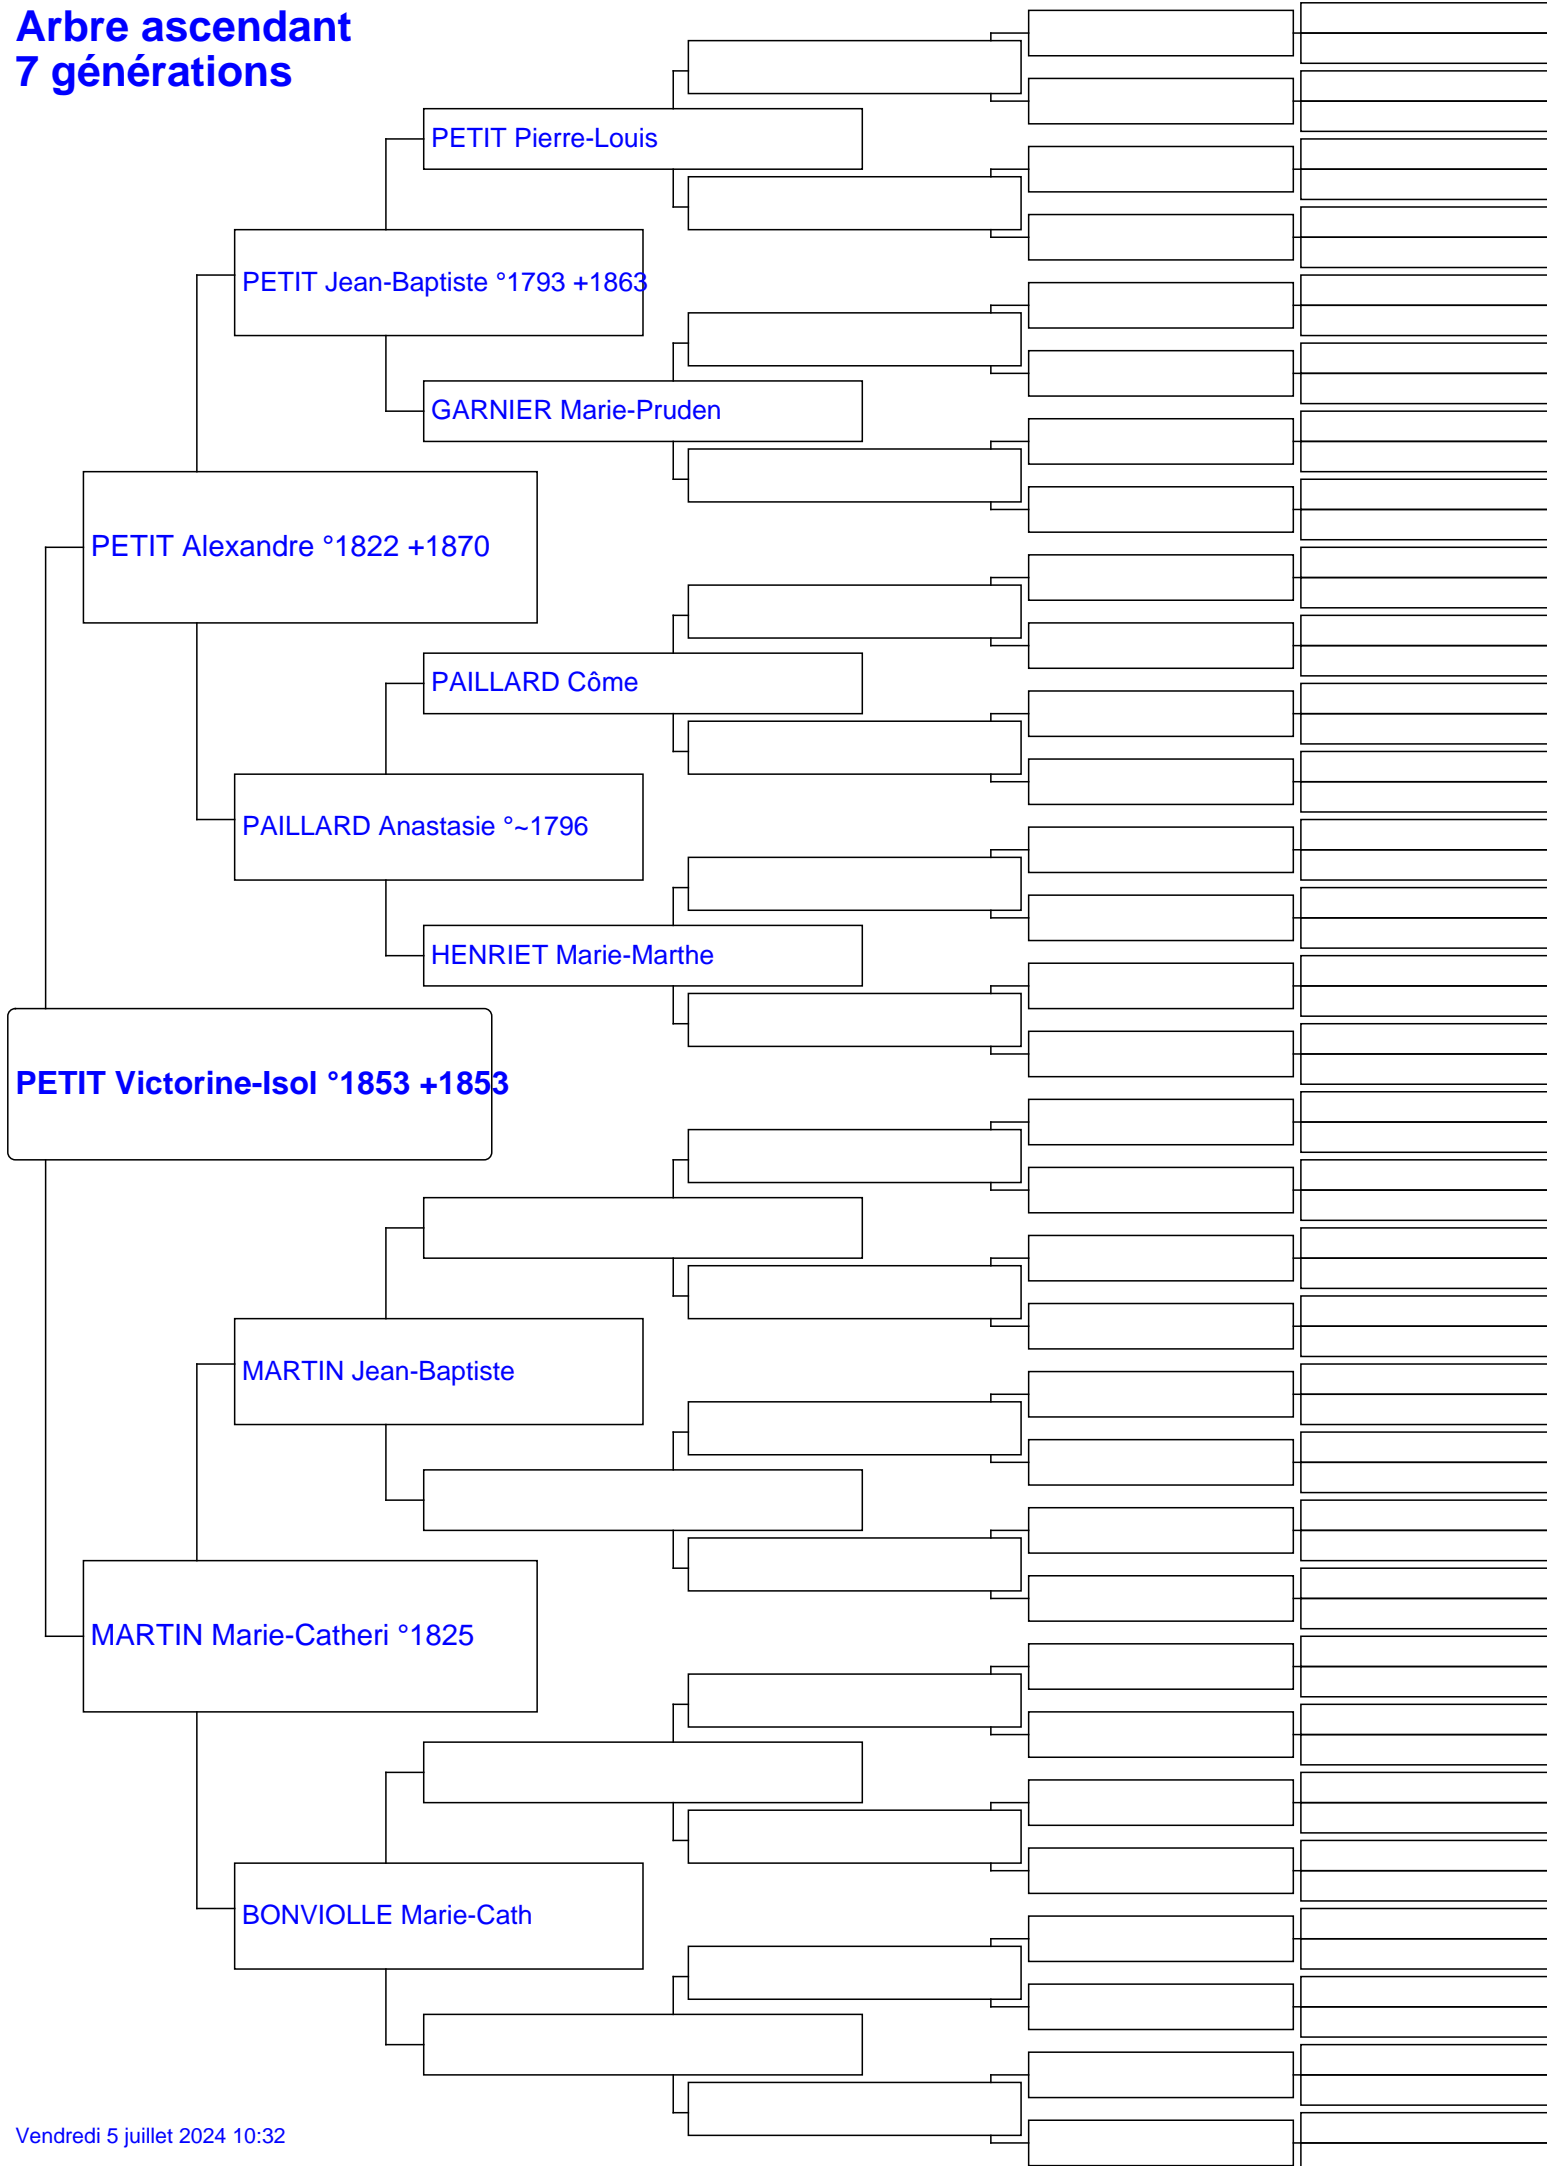 Arbre ascendant
7 générations
PETIT Pierre-Louis
PETIT Jean-Baptiste °1793 +1863
GARNIER Marie-Pruden
PETIT Alexandre °1822 +1870
PAILLARD Côme
PAILLARD Anastasie °~1796
HENRIET Marie-Marthe
PETIT Victorine-Isol °1853 +1853
MARTIN Jean-Baptiste
MARTIN Marie-Catheri °1825
BONVIOLLE Marie-Cath
Vendredi 5 juillet 2024 10:32